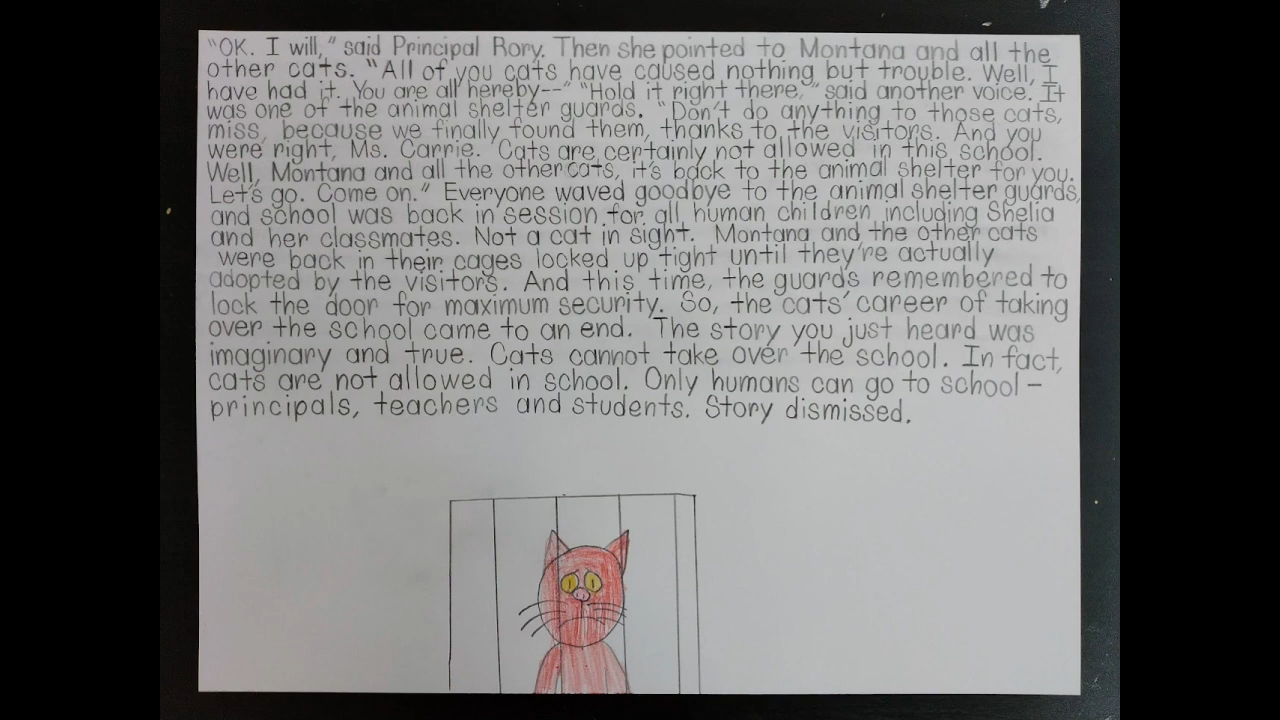 "OK. I will," said Principal Rory. Then she pointed to Montana and all the
other cats. "All of you cats have caused nothing but trouble. Well, I
have had it. You are all hereby--" "Hold it right there," said another voice. It
was one of the animal shelter guards. "Don't do anything to those cats,
miss, because we finally found them, thanks to the visitors. And you
were right, Ms. Carrie. Cats are certainly not allowed in this school.
Well, Montana and all the other cats, it's back to the animal shelter for you.
Let's go. Come on." Everyone waved goodbye to the animal shelter guards,
and school was back in session for all human children including Shelia
and her classmates. Not a cat in sight. Montana and the other cats
were back in their cages locked up tight until they're actually
adopted by the visitors. And this time, the guards remembered to
lock the door for maximum security. So, the cats' career of taking
over the school came to an end. The story you just heard was
imaginary and true. Cats cannot take over the school. In fact,
cats are not allowed in school. Only humans can go to school–
principals, teachers and students. Story dismissed.